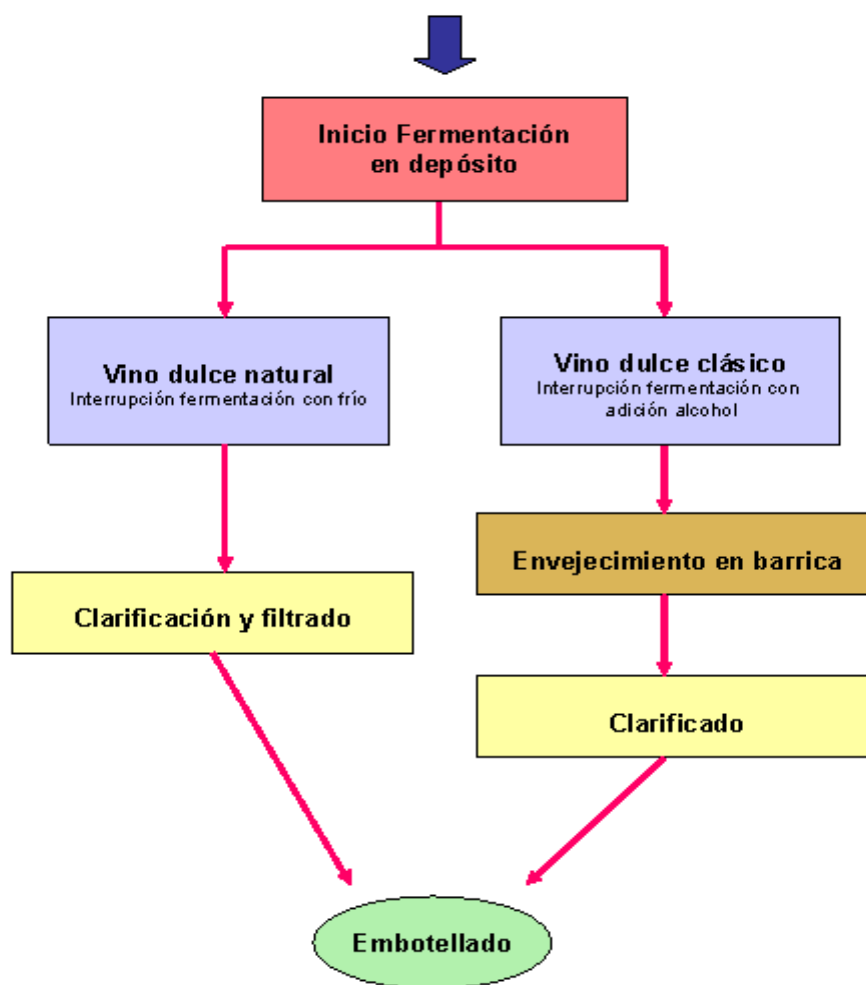 Inicio Fermentación
en depósito
Vino dulce natural
Interrupción fermentación con frío
Vino dulce clásico
Interrupción fermentación con
adición alcohol
Envejecimiento en barrica
Clarificación y filtrado
Clarificado
Embotellado